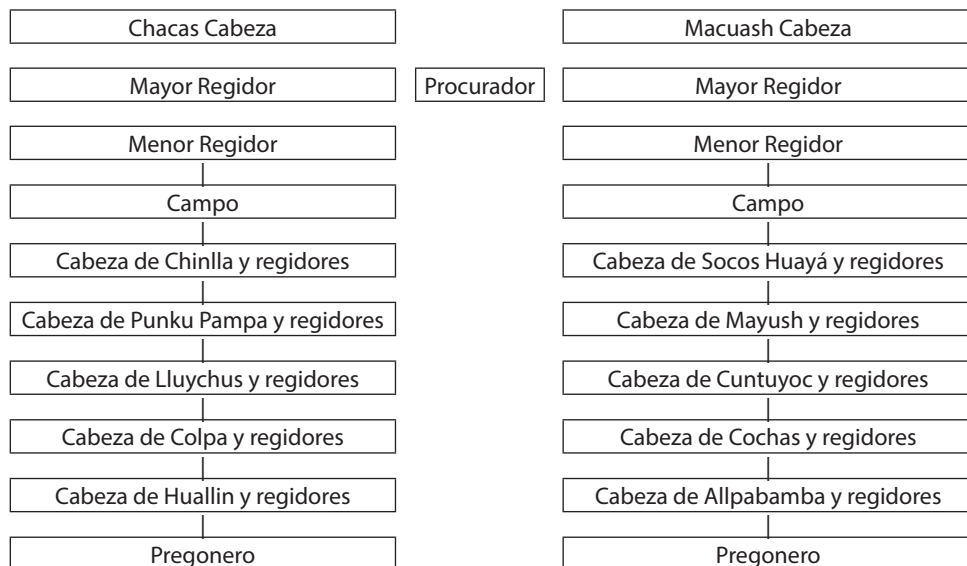 Chacas Cabeza
Mayor Regidor
Menor Regidor
Campo
Cabeza de Chinlla y regidores
Cabeza de Punku Pampa y regidores
Cabeza de Lluychus y regidores
Cabeza de Colpa y regidores
Cabeza de Huallin y regidores
Pregonero
Procurador
Macuash Cabeza
Mayor Regidor
Menor Regidor
Campo
Cabeza de Socos Huayá y regidores
Cabeza de Mayush y regidores
Cabeza de Cuntuyoc y regidores
Cabeza de Cochas y regidores
Cabeza de Allpabamba y regidores
Pregonero